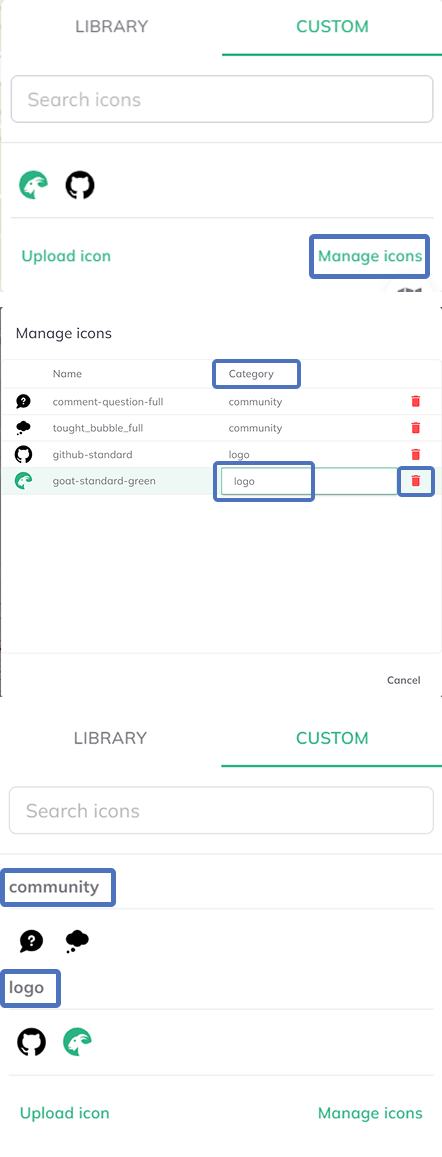 LIBRARY CUSTOM
Search icons
Upload icon Manage icons
Manage icons
Name Category
comment-question-full community
tought_bubble_full community
github-standard logo
goat-standard-green logo
Cancel
LIBRARY CUSTOM
Search icons
community
logo
Upload icon Manage icons